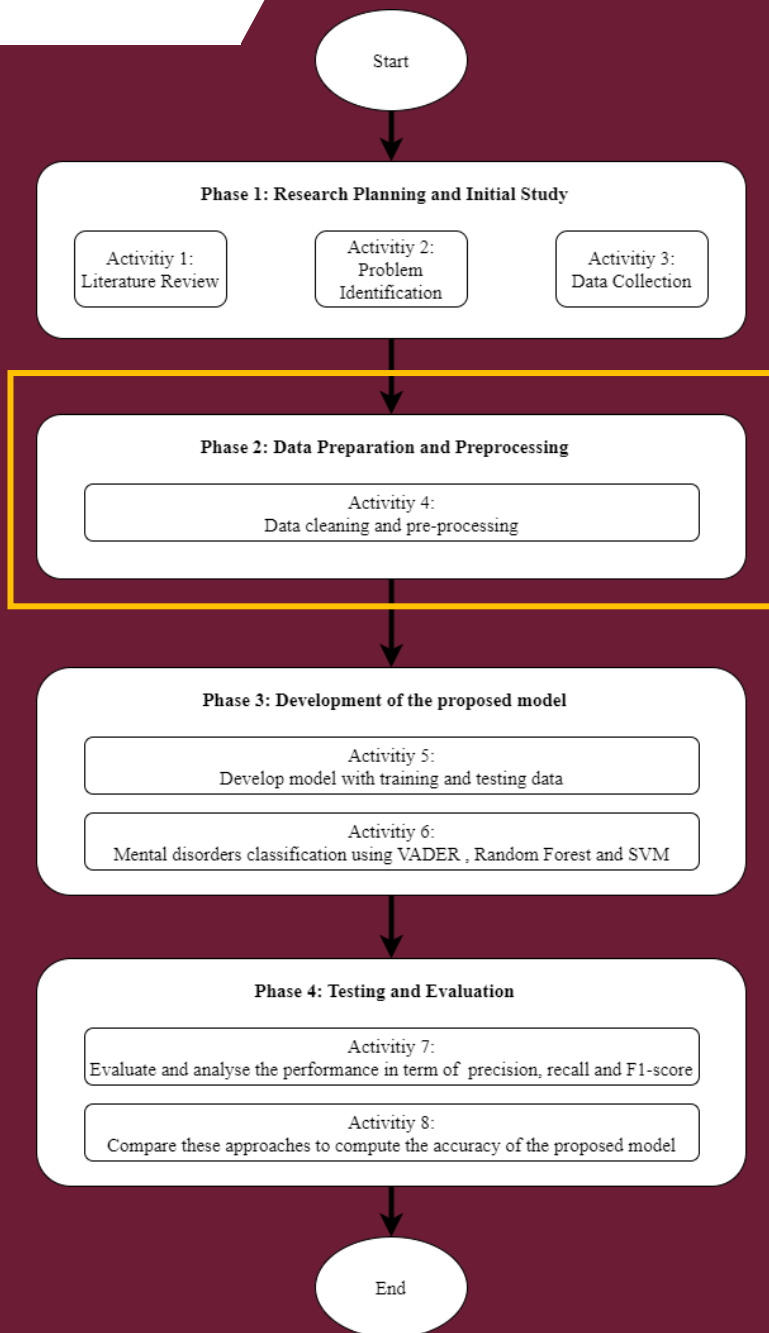 Start
Phase 1: Research Planning and Initial Study
Activitiy 1:
Literature Review
Activitiy 2:
Problem
Identification
Activitiy 3:
Data Collection
Phase 2: Data Preparation and Preprocessing
Activitiy 4:
Data cleaning and pre-processing
Phase 3: Development of the proposed model
Activitiy 5:
Develop model with training and testing data
Activitiy 6:
Mental disorders classification using VADER , Random Forest and SVM
Phase 4: Testing and Evaluation
Activitiy 7:
Evaluate and analyse the performance in term of precision, recall and F1-score
Activitiy 8:
Compare these approaches to compute the accuracy of the proposed model
End